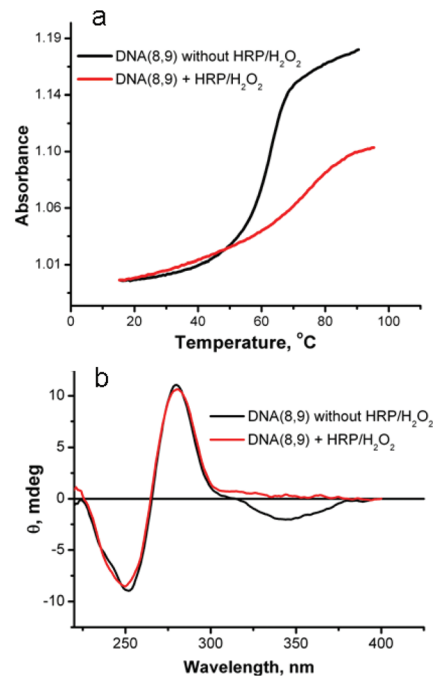 a
1.19
1.14
1.10
1.06
1.01
DNA(8,9) without HRP/H₂O₂
DNA(8,9) + HRP/H₂O₂
Absorbance
0 20 40 60 80 100
Temperature, °C
b
10
5
0
-5
-10
DNA(8,9) without HRP/H₂O₂
DNA(8,9) + HRP/H₂O₂
θ, mdeg
250 300 350 400
Wavelength, nm